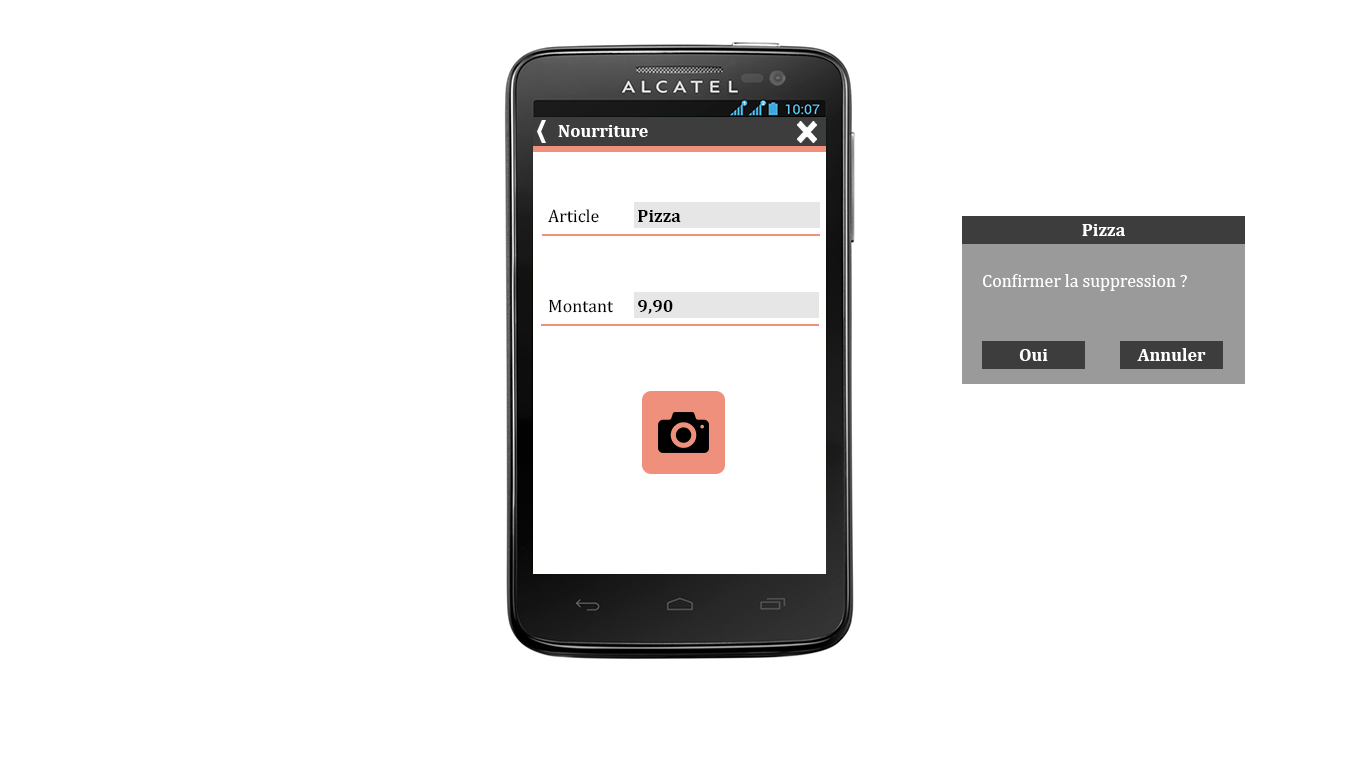 ALCATEL
10:07
Nourriture
Article Pizza
Montant 9,90
Pizza
Confirmer la suppression ?
Oui Annuler